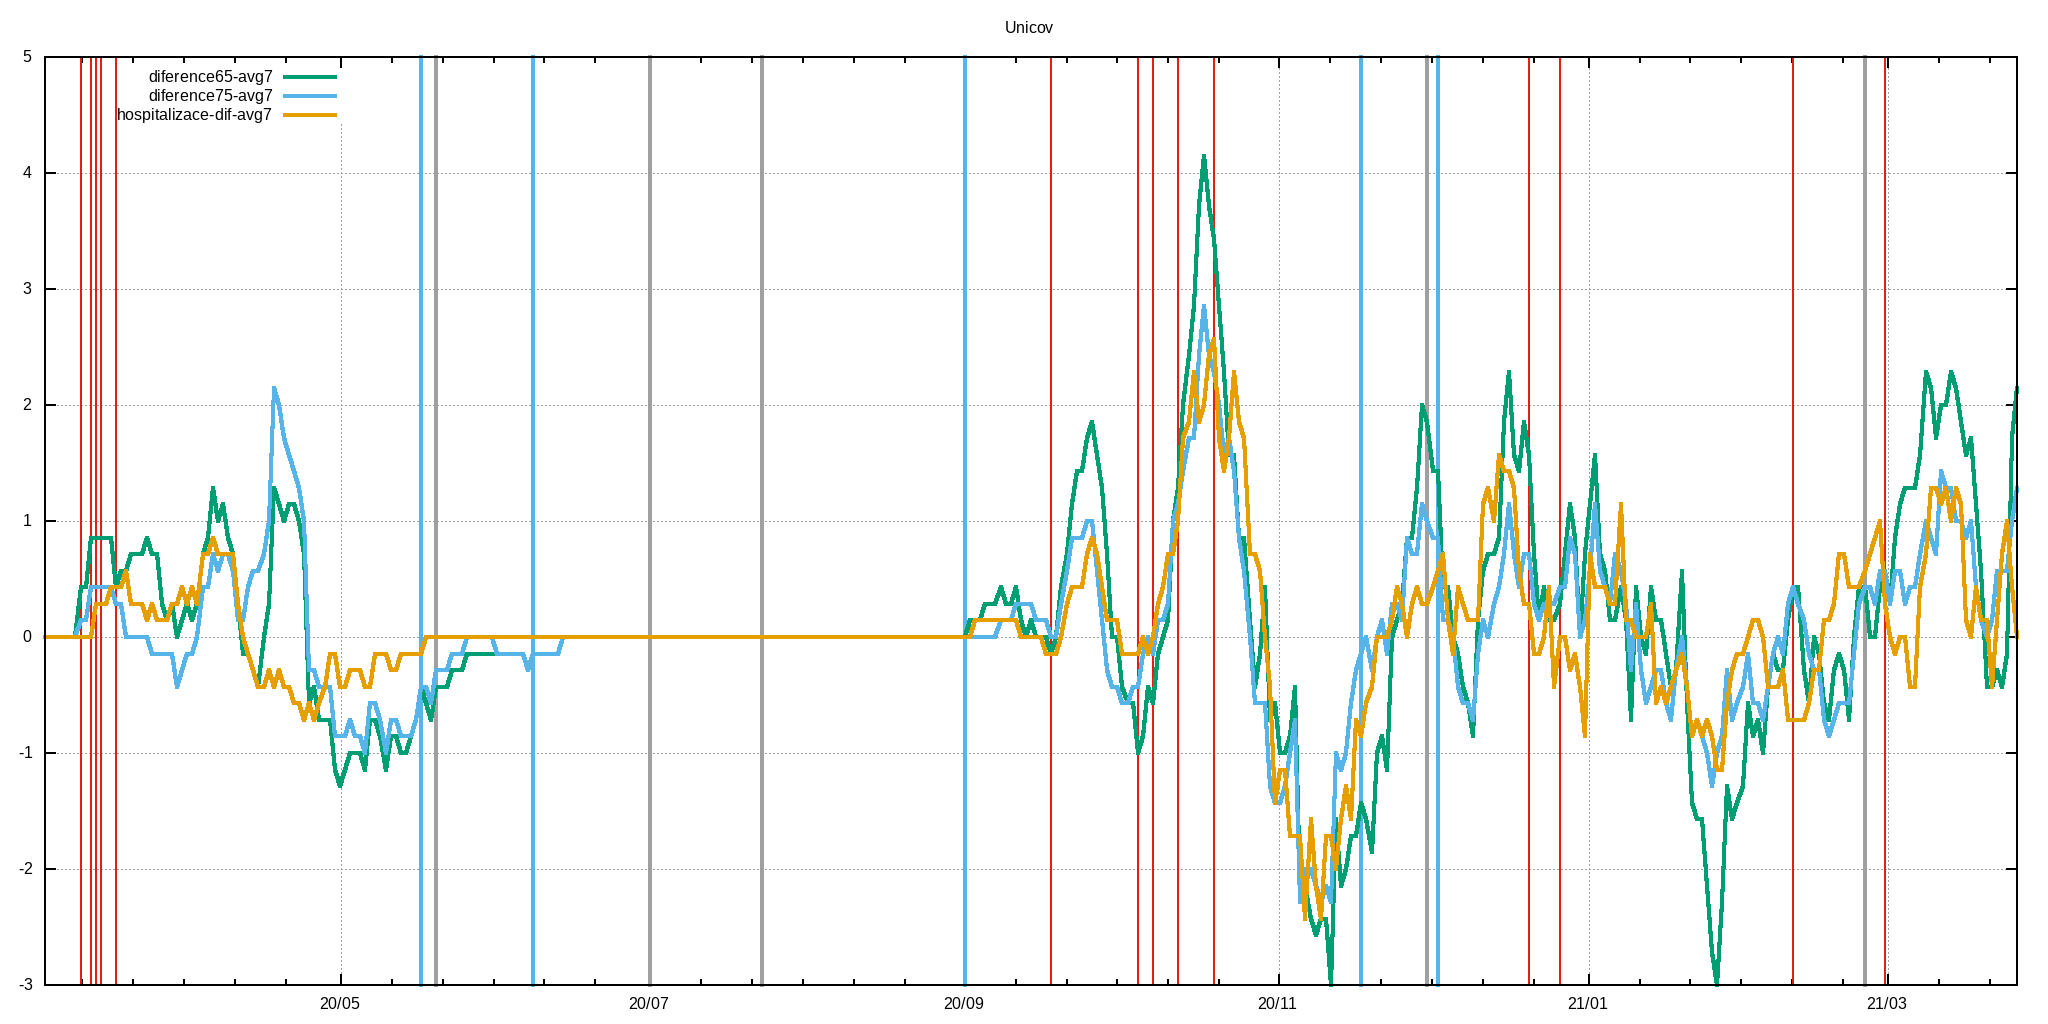 Unicov
5
diference65-avg7
diference75-avg7
hospitalizace-dif-avg7
4
3
2
1
0
-1
-2
-3
20/05 20/07 20/09 20/11 21/01 21/03